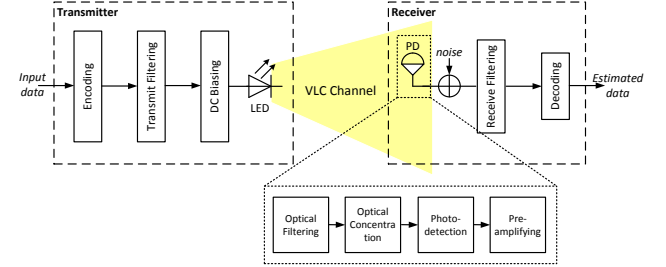 Transmitter
Receiver
Input
data
Encoding
Transmit Filtering
DC Biasing
LED
VLC Channel
PD
noise
Receive Filtering
Decoding
Estimated
data
Optical
Filtering
Optical
Concentra
tion
Photo-
detection
Pre-
amplifying